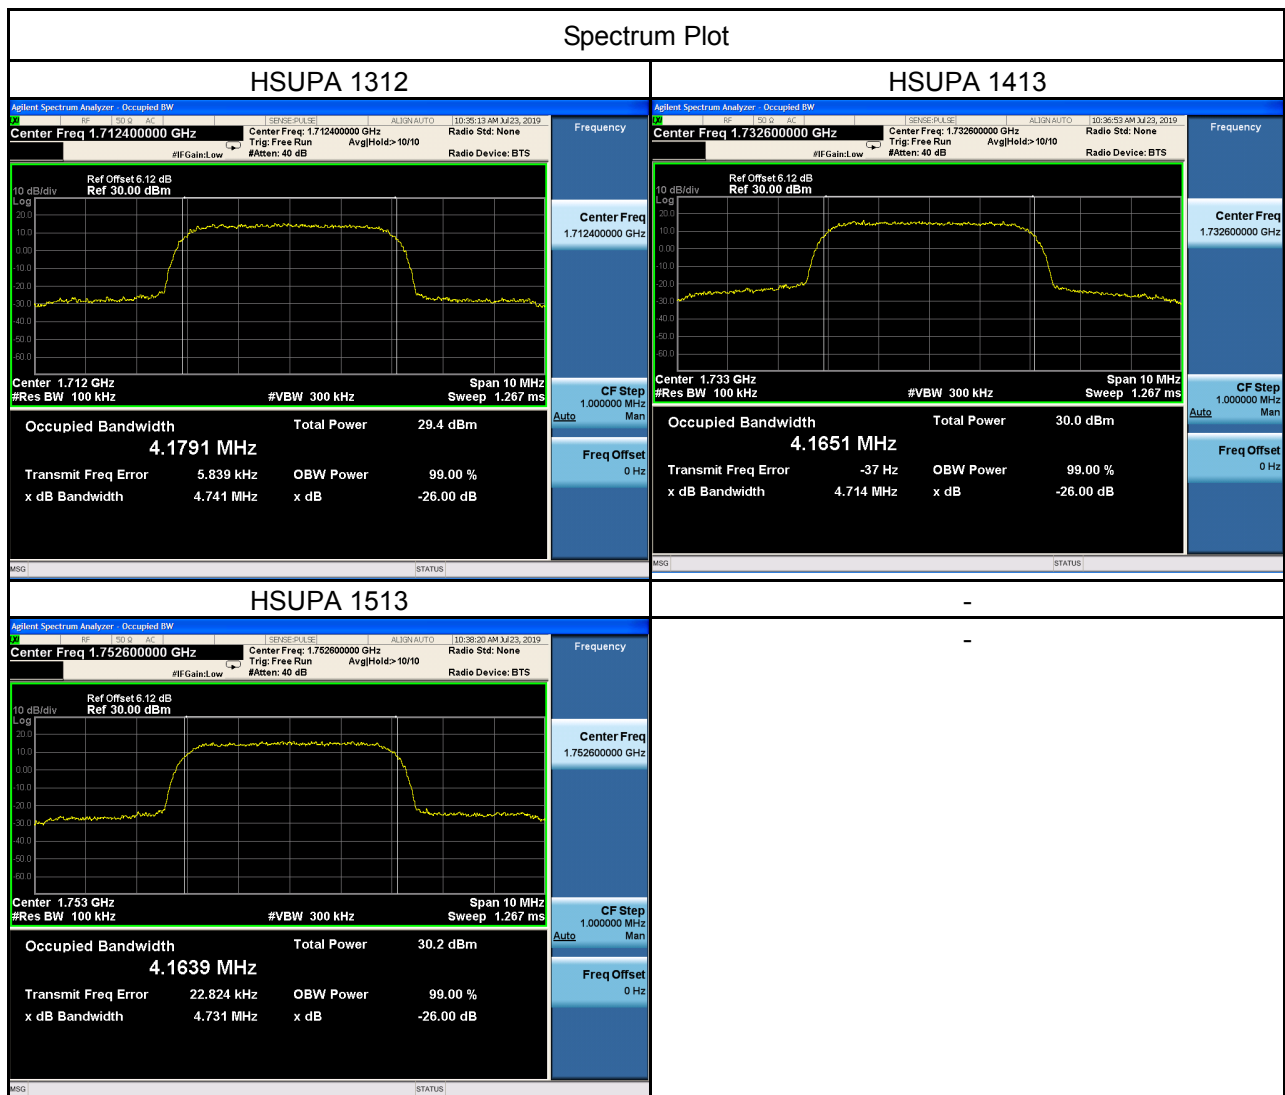 Spectrum Plot
HSUPA 1312
HSUPA 1413
Agilent Spectrum Analyzer - Occupied BW
RF 50 Ω AC SENSE:PULSE ALIGN AUTO 10:35:13 AM Jul 23, 2019
Center Freq 1.712400000 GHz
Center Freq: 1.712400000 GHz
Radio Std: None
Trig: Free Run Avg|Hold:>10/10
#IFGain:Low #Atten: 40 dB
Radio Device: BTS
Ref Offset 6.12 dB
10 dB/div Ref 30.00 dBm
Log
20.0
10.0
0.00
-10.0
-20.0
-30.0
-40.0
-50.0
-60.0
Center 1.712 GHz Span 10 MHz
#Res BW 100 kHz #VBW 300 kHz Sweep 1.267 ms
Occupied Bandwidth Total Power 29.4 dBm
4.1791 MHz
Transmit Freq Error 5.839 kHz OBW Power 99.00 %
x dB Bandwidth 4.741 MHz x dB -26.00 dB
MSG STATUS
Frequency
Center Freq
1.712400000 GHz
CF Step
1.000000 MHz
Auto Man
Freq Offset
0 Hz
Agilent Spectrum Analyzer - Occupied BW
RF 50 Ω AC SENSE:PULSE ALIGN AUTO 10:36:53 AM Jul 23, 2019
Center Freq 1.732600000 GHz
Center Freq: 1.732600000 GHz
Radio Std: None
Trig: Free Run Avg|Hold:>10/10
#IFGain:Low #Atten: 40 dB
Radio Device: BTS
Ref Offset 6.12 dB
10 dB/div Ref 30.00 dBm
Log
20.0
10.0
0.00
-10.0
-20.0
-30.0
-40.0
-50.0
-60.0
Center 1.733 GHz Span 10 MHz
#Res BW 100 kHz #VBW 300 kHz Sweep 1.267 ms
Occupied Bandwidth Total Power 30.0 dBm
4.1651 MHz
Transmit Freq Error -37 Hz OBW Power 99.00 %
x dB Bandwidth 4.714 MHz x dB -26.00 dB
MSG STATUS
Frequency
Center Freq
1.732600000 GHz
CF Step
1.000000 MHz
Auto Man
Freq Offset
0 Hz
HSUPA 1513
-
Agilent Spectrum Analyzer - Occupied BW
RF 50 Ω AC SENSE:PULSE ALIGN AUTO 10:38:20 AM Jul 23, 2019
Center Freq 1.752600000 GHz
Center Freq: 1.752600000 GHz
Radio Std: None
Trig: Free Run Avg|Hold:>10/10
#IFGain:Low #Atten: 40 dB
Radio Device: BTS
Ref Offset 6.12 dB
10 dB/div Ref 30.00 dBm
Log
20.0
10.0
0.00
-10.0
-20.0
-30.0
-40.0
-50.0
-60.0
Center 1.753 GHz Span 10 MHz
#Res BW 100 kHz #VBW 300 kHz Sweep 1.267 ms
Occupied Bandwidth Total Power 30.2 dBm
4.1639 MHz
Transmit Freq Error 22.824 kHz OBW Power 99.00 %
x dB Bandwidth 4.731 MHz x dB -26.00 dB
MSG STATUS
Frequency
Center Freq
1.752600000 GHz
CF Step
1.000000 MHz
Auto Man
Freq Offset
0 Hz
-